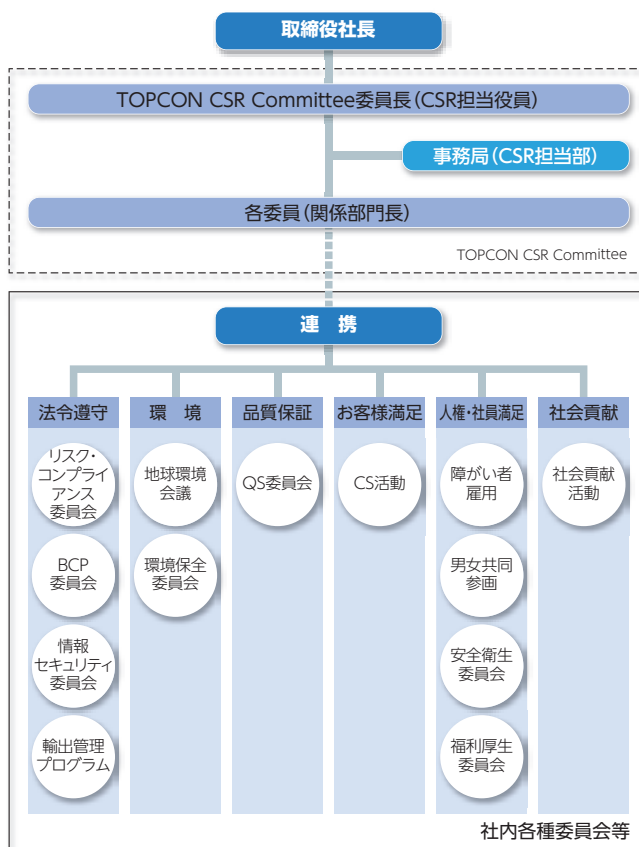 取締役社長
TOPCON CSR Committee委員長（CSR担当役員）
事務局（CSR担当部）
各委員（関係部門長）
TOPCON CSR Committee
連　携
法令遵守
リスク・
コンプライ
アンス
委員会
BCP
委員会
情報
セキュリティ
委員会
輸出管理
プログラム
環　境
地球環境
会議
環境保全
委員会
品質保証
QS委員会
お客様満足
CS活動
人権・社員満足
障がい者
雇用
男女共同
参画
安全衛生
委員会
福利厚生
委員会
社会貢献
社会貢献
活動
社内各種委員会等